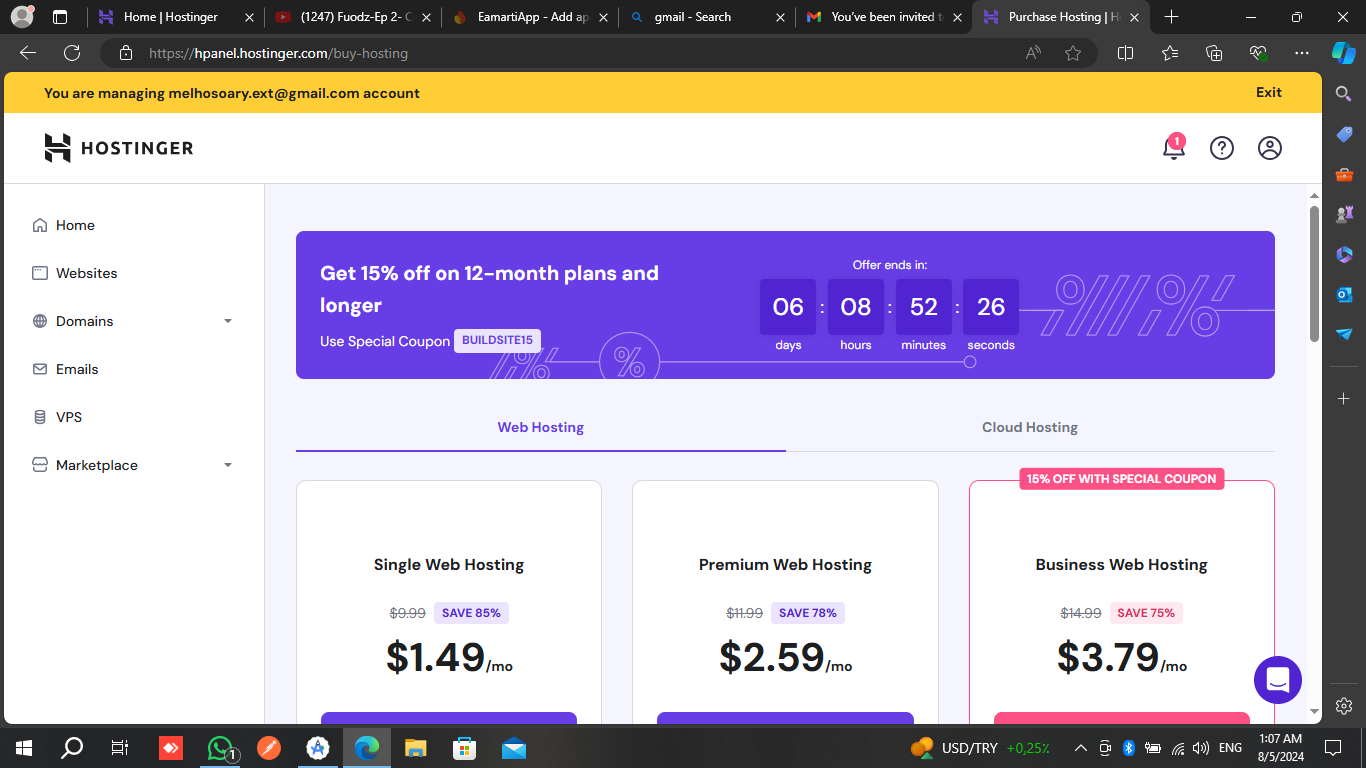 Home | Hostinger
(1247) Fuodz-Ep 2- C
EamartiApp - Add ap
gmail - Search
You've been invited t
Purchase Hosting | H
https://hpanel.hostinger.com/buy-hosting
You are managing melhosoary.ext@gmail.com account
Exit
HOSTINGER
1
Home
Websites
Domains
Emails
VPS
Marketplace
Get 15% off on 12-month plans and
longer
Use Special Coupon BUILDSITE15
Offer ends in:
06 : 08 : 52 : 26
days hours minutes seconds
Web Hosting
Cloud Hosting
15% OFF WITH SPECIAL COUPON
Single Web Hosting
$9.99 SAVE 85%
$1.49/mo
Premium Web Hosting
$11.99 SAVE 78%
$2.59/mo
Business Web Hosting
$14.99 SAVE 75%
$3.79/mo
1
USD/TRY +0,25%
ENG
1:07 AM
8/5/2024